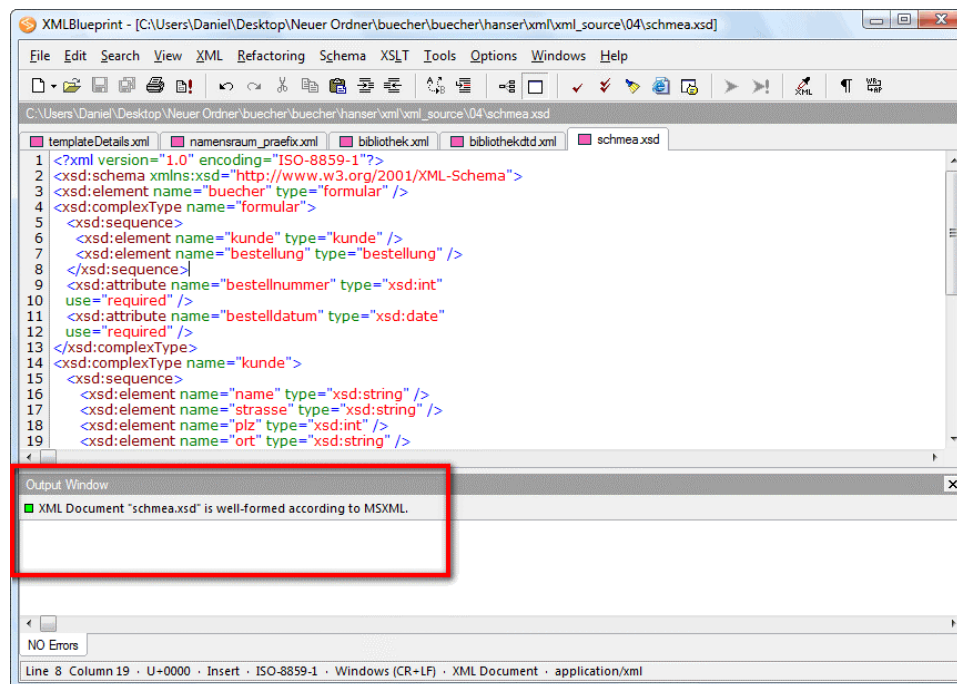 XMLBlueprint - [C:\Users\Daniel\Desktop\Neuer Ordner\buecher\buecher\hanser\xml\xml_source\04\schmea.xsd]
File Edit Search View XML Refactoring Schema XSLT Tools Options Windows Help
C:\Users\Daniel\Desktop\Neuer Ordner\buecher\buecher\hanser\xml\xml_source\04\schmea.xsd
templateDetails.xml namensraum_praefix.xml bibliothek.xml bibliothekdtd.xml schmea.xsd
1 <?xml version="1.0" encoding="ISO-8859-1"?>
2 <xsd:schema xmlns:xsd="http://www.w3.org/2001/XML-Schema">
3 <xsd:element name="buecher" type="formular" />
4 <xsd:complexType name="formular">
5 <xsd:sequence>
6 <xsd:element name="kunde" type="kunde" />
7 <xsd:element name="bestellung" type="bestellung" />
8 </xsd:sequence>
9 <xsd:attribute name="bestellnummer" type="xsd:int"
10 use="required" />
11 <xsd:attribute name="bestelldatum" type="xsd:date"
12 use="required" />
13 </xsd:complexType>
14 <xsd:complexType name="kunde">
15 <xsd:sequence>
16 <xsd:element name="name" type="xsd:string" />
17 <xsd:element name="strasse" type="xsd:string" />
18 <xsd:element name="plz" type="xsd:int" />
19 <xsd:element name="ort" type="xsd:string" />
Output Window
XML Document "schmea.xsd" is well-formed according to MSXML.
NO Errors
Line 8 Column 19 · U+0000 · Insert · ISO-8859-1 · Windows (CR+LF) · XML Document · application/xml